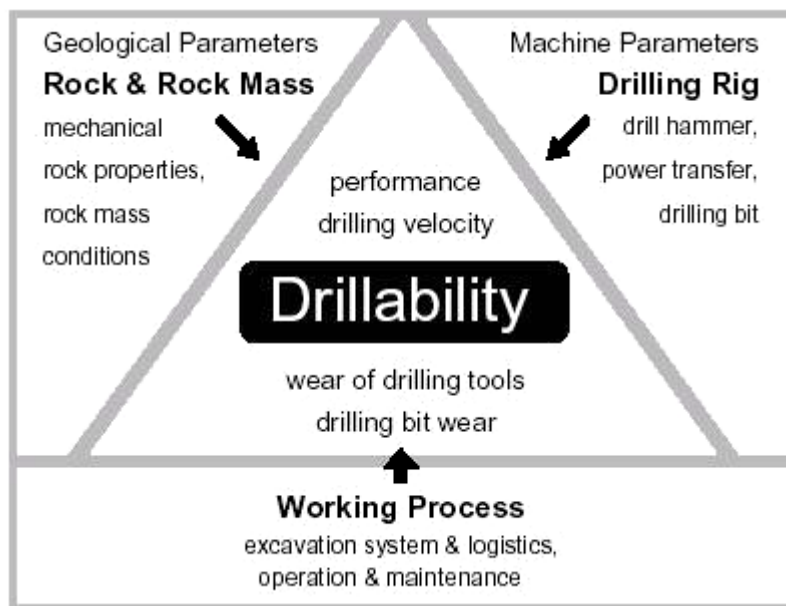 Geological Parameters
Rock & Rock Mass
mechanical
rock properties,
rock mass
conditions
Machine Parameters
Drilling Rig
drill hammer,
power transfer,
drilling bit
performance
drilling velocity
Drillability
wear of drilling tools
drilling bit wear
Working Process
excavation system & logistics,
operation & maintenance